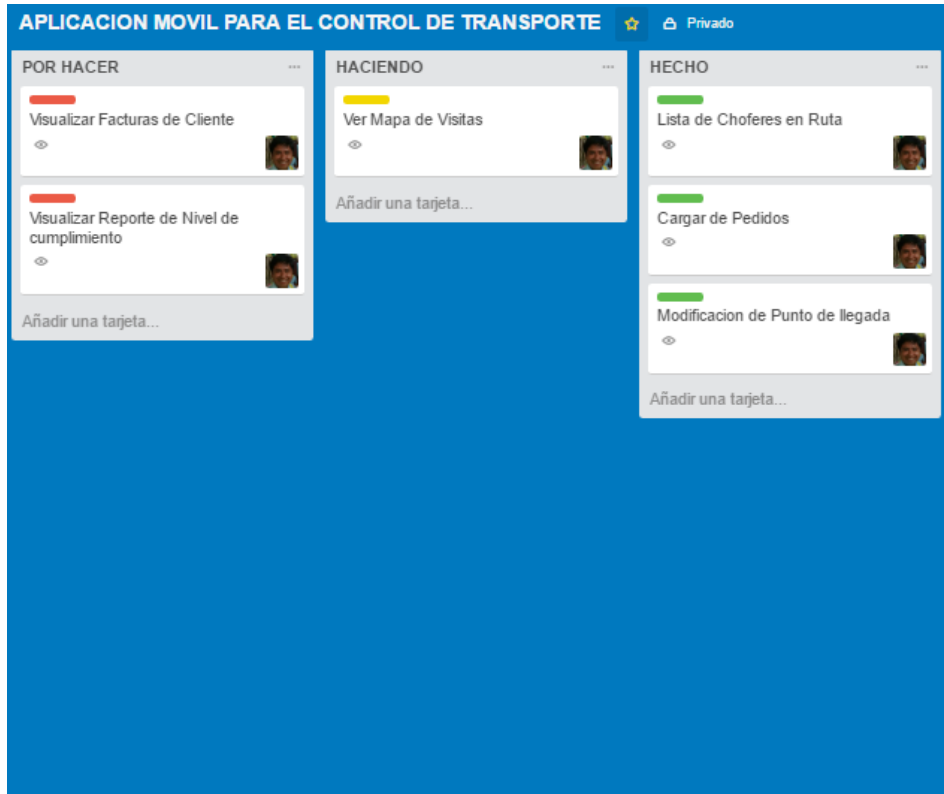 APLICACION MOVIL PARA EL CONTROL DE TRANSPORTE Privado
POR HACER
Visualizar Facturas de Cliente
Visualizar Reporte de Nivel de
cumplimiento
Añadir una tarjeta...
HACIENDO
Ver Mapa de Visitas
Añadir una tarjeta...
HECHO
Lista de Choferes en Ruta
Cargar de Pedidos
Modificacion de Punto de llegada
Añadir una tarjeta...